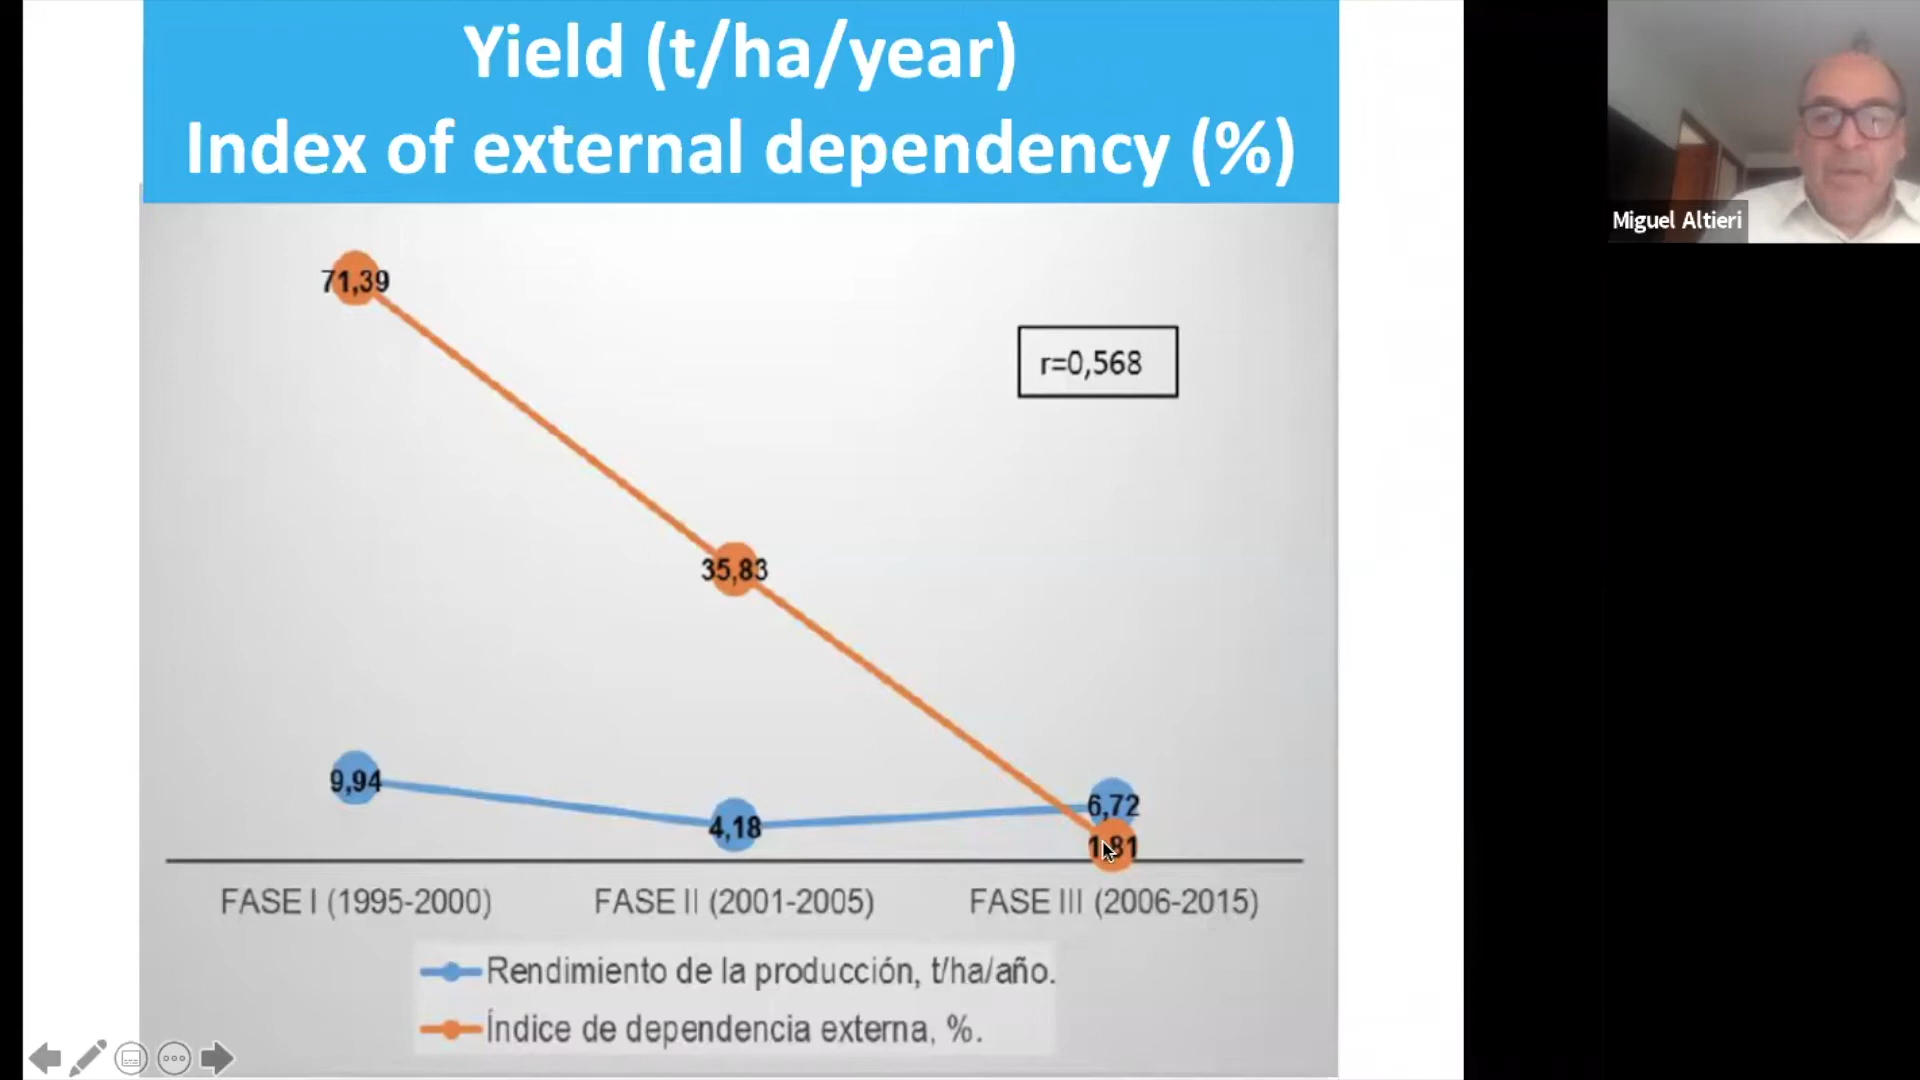 Yield (t/ha/year)
Index of external dependency (%)
Miguel Altieri
71,39
r=0,568
35,83
9,94
4,18
6,72
1,81
FASE I (1995-2000)
FASE II (2001-2005)
FASE III (2006-2015)
Rendimiento de la producción, t/ha/año.
Índice de dependencia externa, %.